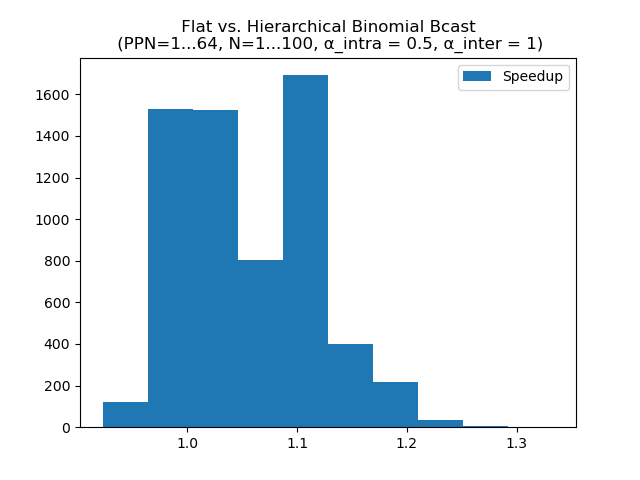 Flat vs. Hierarchical Binomial Bcast
(PPN=1...64, N=1...100, α_intra = 0.5, α_inter = 1)
Speedup
1600
1400
1200
1000
800
600
400
200
0
1.0 1.1 1.2 1.3